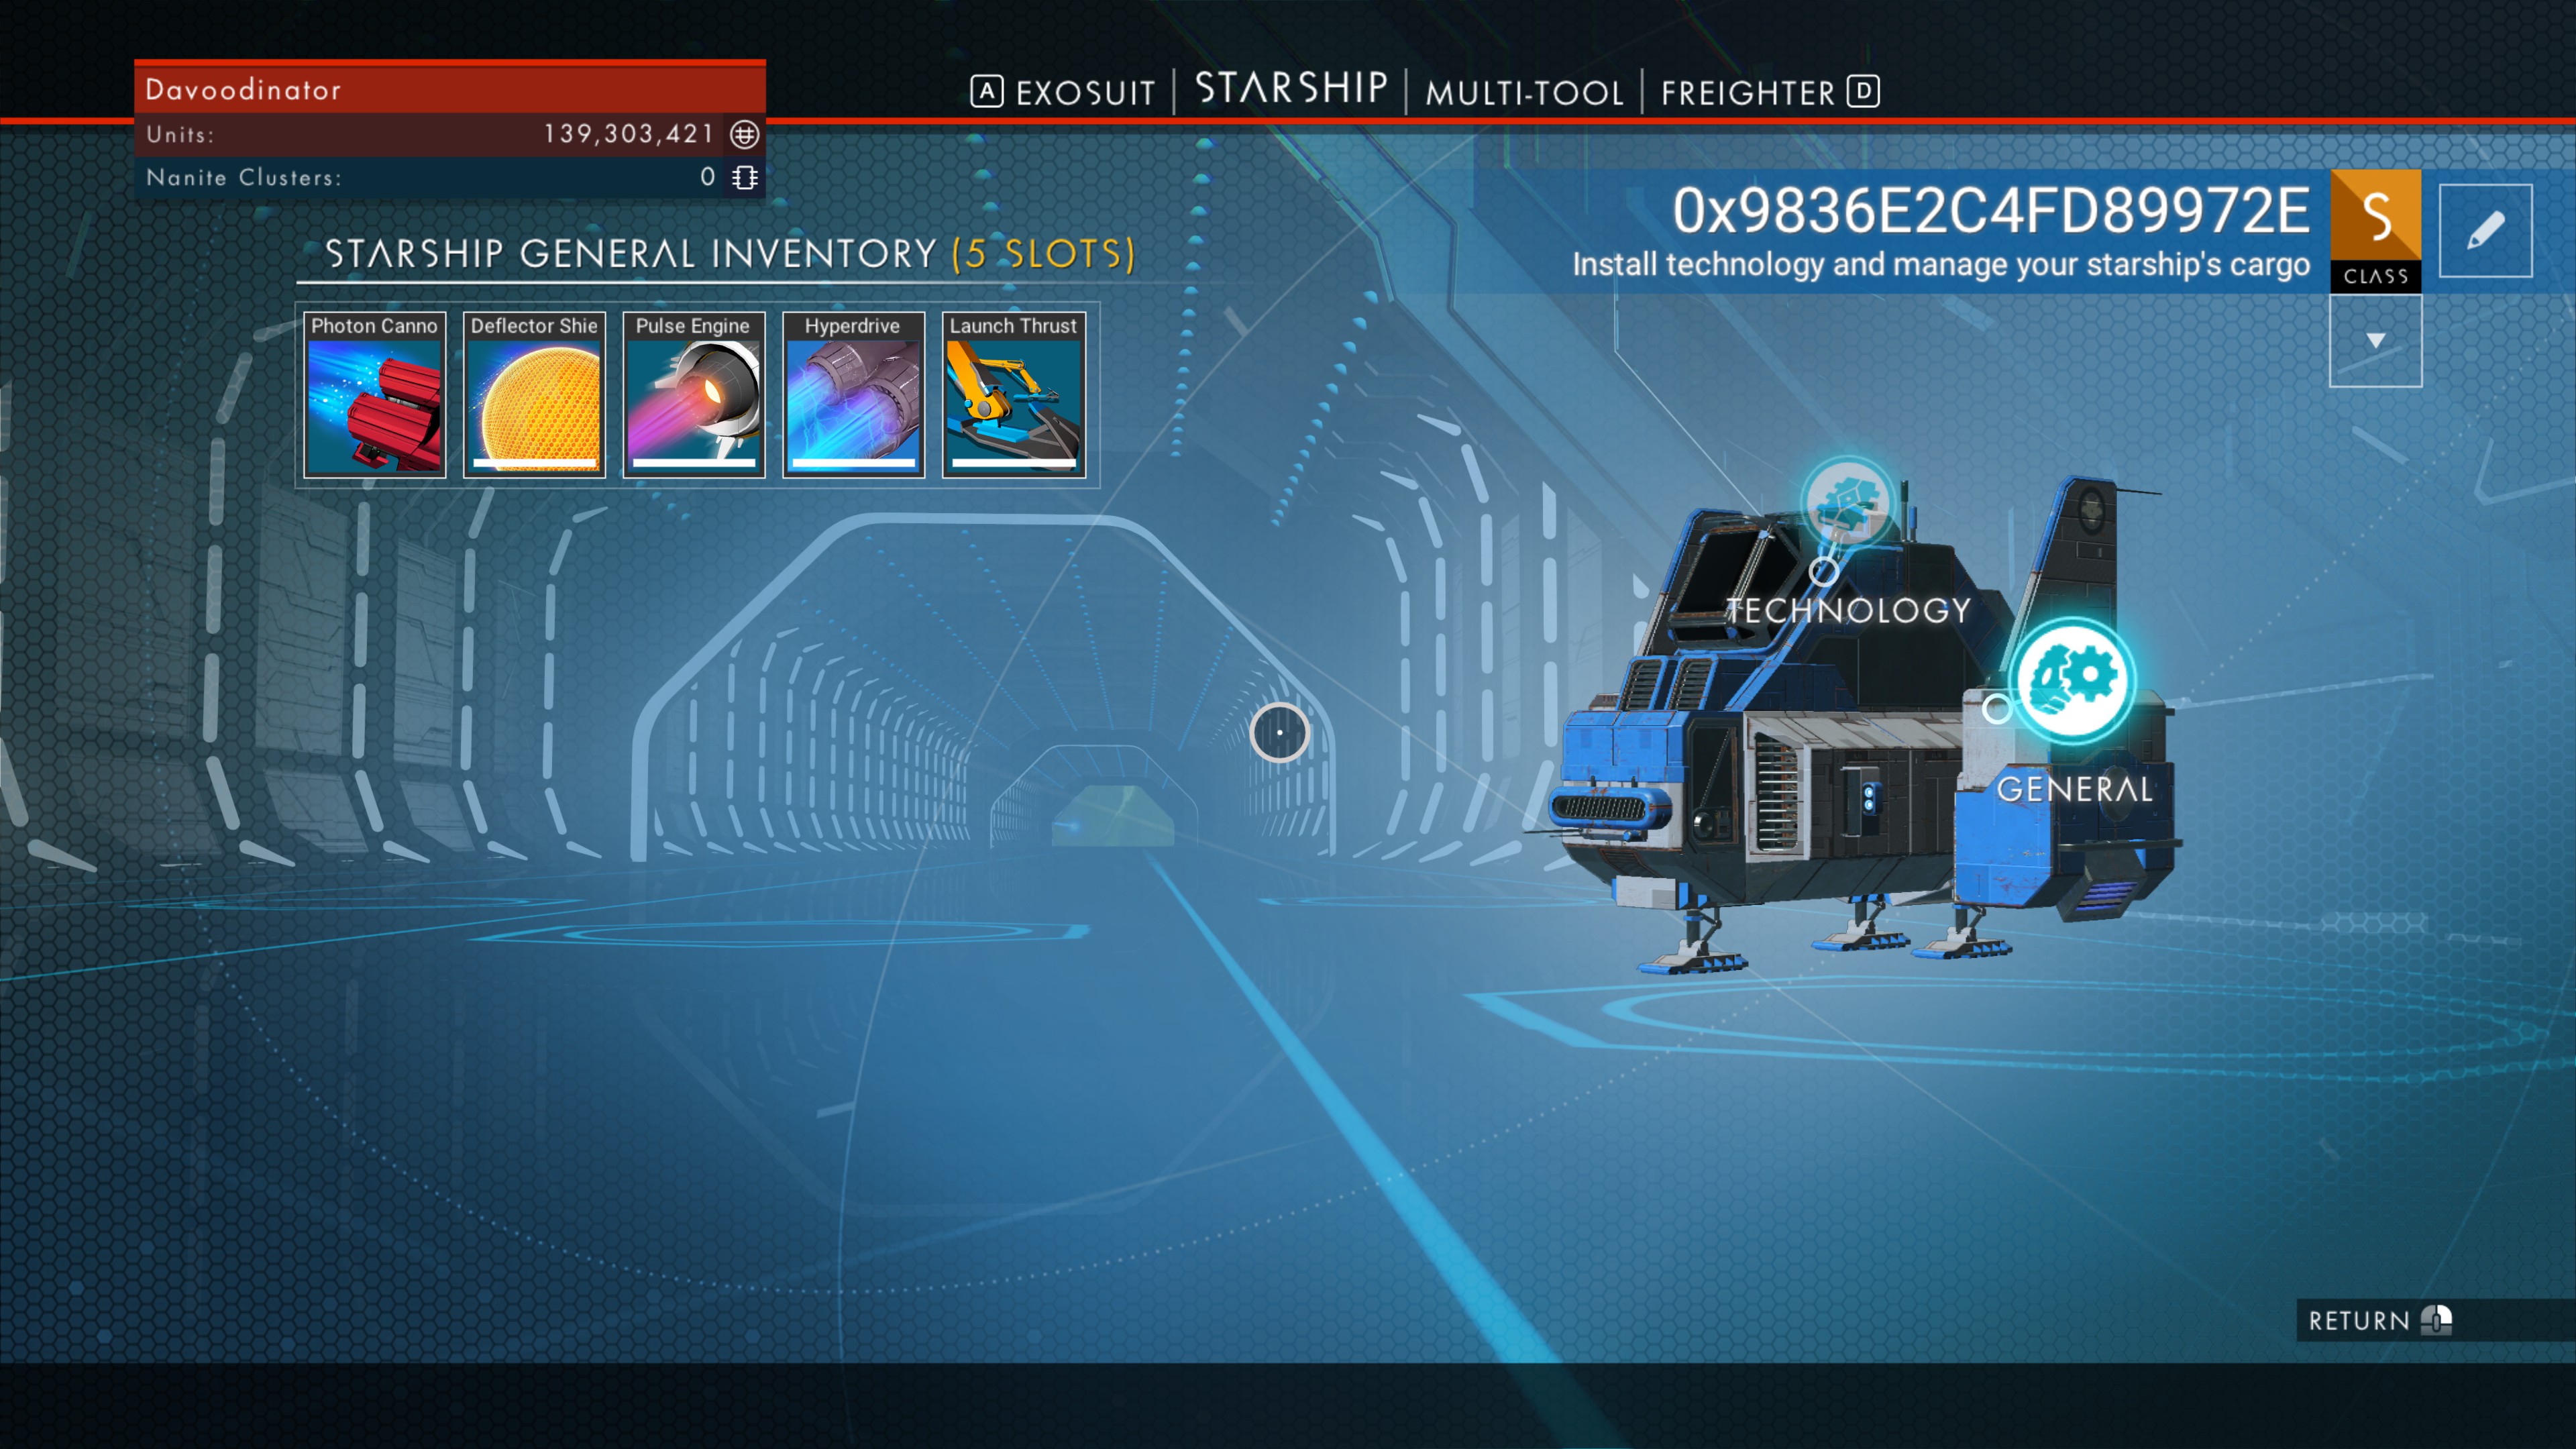 Davoodinator
Units: 139,303,421
Nanite Clusters: 0
A EXOSUIT STARSHIP MULTI-TOOL FREIGHTER D
0x9836E2C4FD89972E
Install technology and manage your starship's cargo
S
CLASS
STARSHIP GENERAL INVENTORY (5 SLOTS)
Photon Canno Deflector Shie Pulse Engine Hyperdrive Launch Thrust
TECHNOLOGY
GENERAL
RETURN